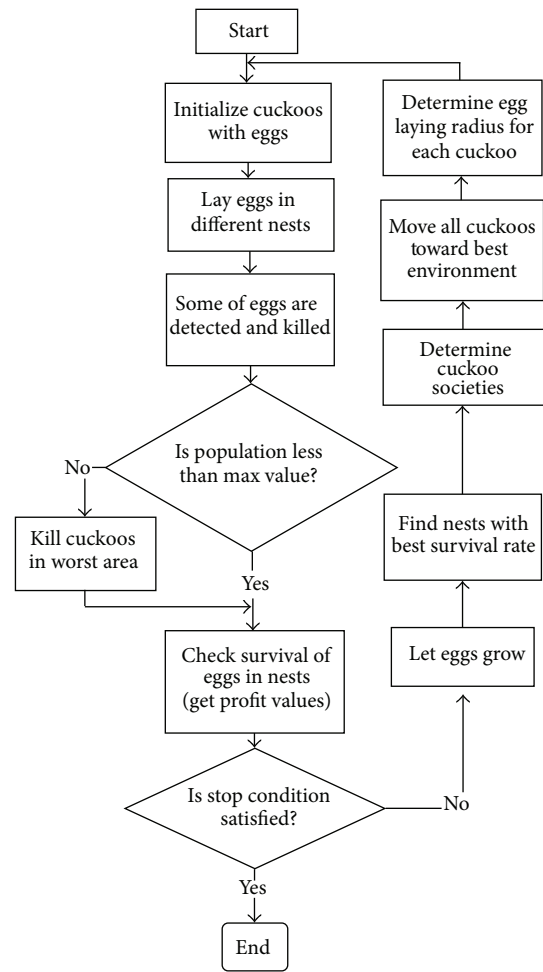 Start
Initialize cuckoos
with eggs
Lay eggs in
different nests
Some of eggs are
detected and killed
Is population less
than max value?
No
Kill cuckoos
in worst area
Yes
Check survival of
eggs in nests
(get profit values)
Is stop condition
satisfied?
Yes
End
No
Let eggs grow
Find nests with
best survival rate
Determine
cuckoo
societies
Move all cuckoos
toward best
environment
Determine egg
laying radius for
each cuckoo